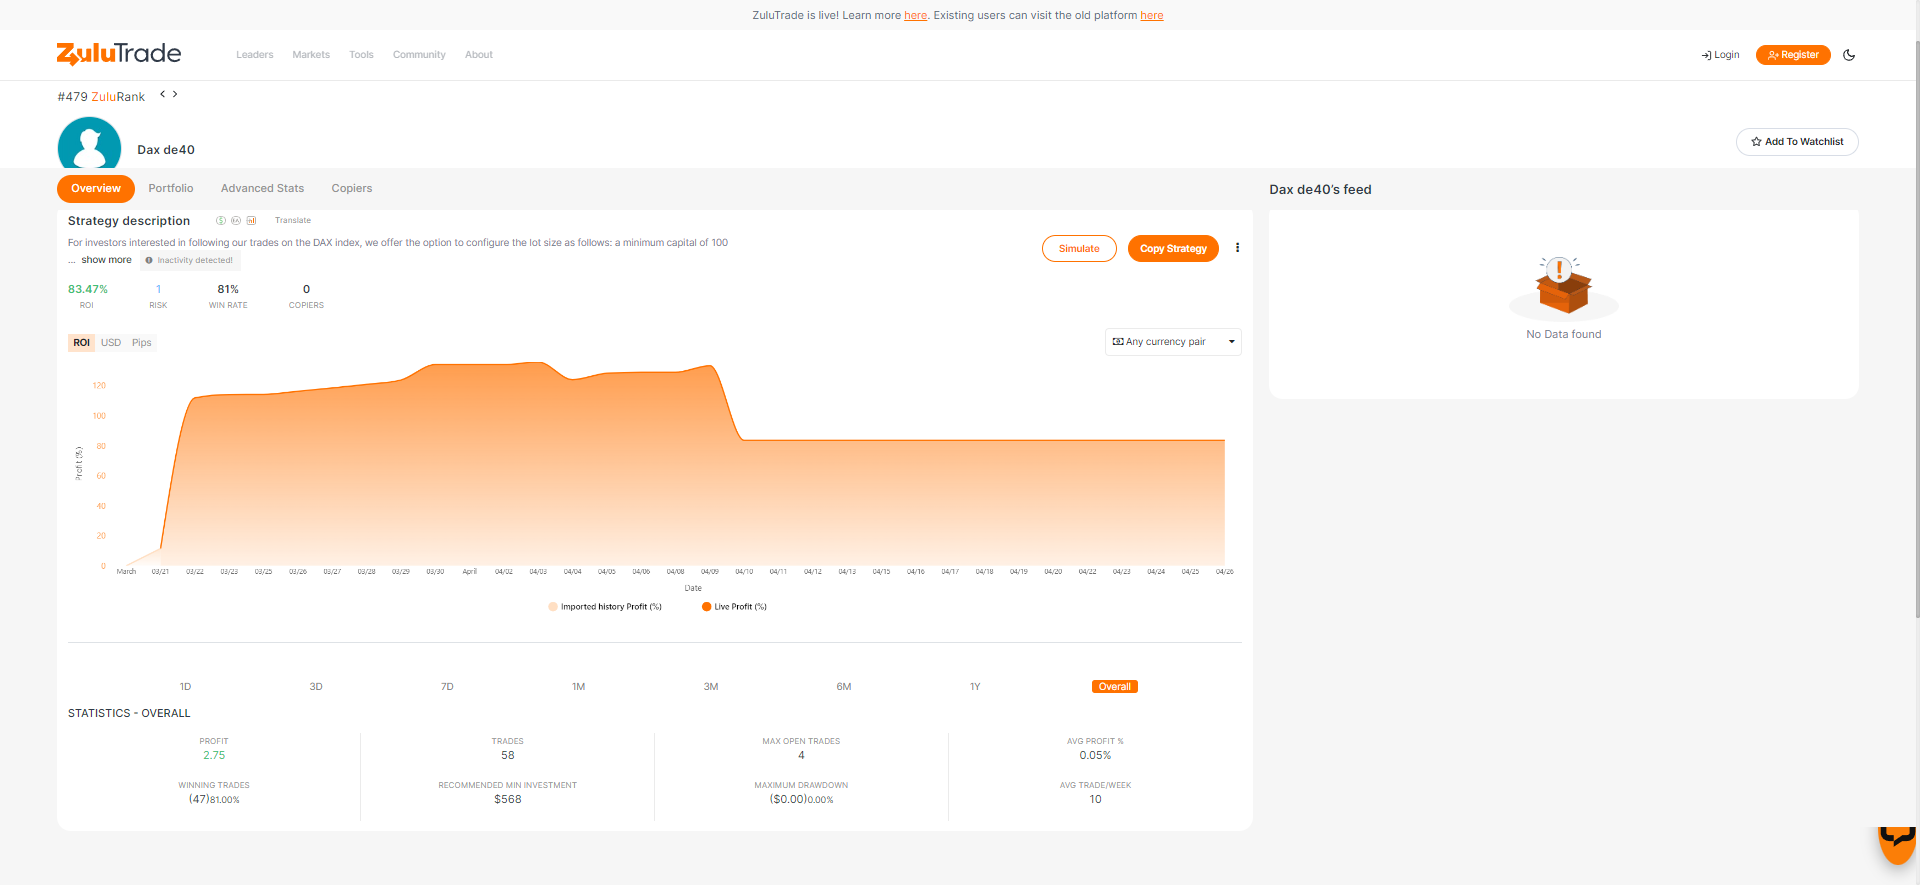 ZuluTrade is live! Learn more here. Existing users can visit the old platform here
ZuluTrade
Leaders Markets Tools Community About
Login Register
#479 ZuluRank
Dax de40
Add To Watchlist
Overview Portfolio Advanced Stats Copiers
Dax de40's feed
Strategy description Translate
For investors interested in following our trades on the DAX index, we offer the option to configure the lot size as follows: a minimum capital of 100
... show more Inactivity detected!
Simulate Copy Strategy
83.47% 1 81% 0
ROI RISK WIN RATE COPIERS
No Data found
ROI USD Pips
Any currency pair
120
100
80
60
40
20
0
Profit (%)
March 03/21 03/22 03/23 03/25 03/26 03/27 03/28 03/29 03/30 April 04/02 04/03 04/04 04/05 04/06 04/08 04/09 04/10 04/11 04/12 04/13 04/15 04/16 04/17 04/18 04/19 04/20 04/22 04/23 04/24 04/25 04/26
Date
Imported history Profit (%) Live Profit (%)
1D 3D 7D 1M 3M 6M 1Y Overall
STATISTICS - OVERALL
PROFIT TRADES MAX OPEN TRADES AVG PROFIT %
2.75 58 4 0.05%
WINNING TRADES RECOMMENDED MIN INVESTMENT MAXIMUM DRAWDOWN AVG TRADE/WEEK
(47)81.00% $568 ($0.00)0.00% 10